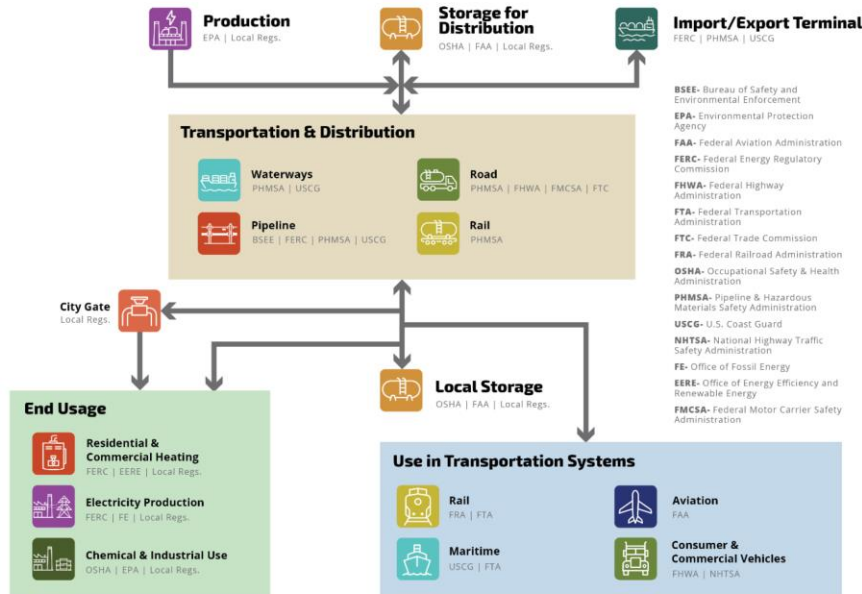 Production
EPA | Local Regs.
Storage for
Distribution
OSHA | FAA | Local Regs.
Import/Export Terminal
FERC | PHMSA | USCG
Transportation & Distribution
Waterways
PHMSA | USCG
Road
PHMSA | FHWA | FMCSA | FTC
Pipeline
BSEE | FERC | PHMSA | USCG
Rail
PHMSA
BSEE- Bureau of Safety and
Environmental Enforcement
EPA- Environmental Protection
Agency
FAA- Federal Aviation Administration
FERC- Federal Energy Regulatory
Commission
FHWA- Federal Highway
Administration
FTA- Federal Transportation
Administration
FTC- Federal Trade Commission
FRA- Federal Railroad Administration
OSHA- Occupational Safety & Health
Administration
PHMSA- Pipeline & Hazardous
Materials Safety Administration
USCG- U.S. Coast Guard
NHTSA- National Highway Traffic
Safety Administration
FE- Office of Fossil Energy
EERE- Office of Energy Efficiency and
Renewable Energy
FMCSA- Federal Motor Carrier Safety
Administration
City Gate
Local Regs.
Local Storage
OSHA | FAA | Local Regs.
End Usage
Residential &
Commercial Heating
FERC | EERE | Local Regs.
Electricity Production
FERC | FE | Local Regs.
Chemical & Industrial Use
OSHA | EPA | Local Regs.
Use in Transportation Systems
Rail
FRA | FTA
Aviation
FAA
Maritime
USCG | FTA
Consumer &
Commercial Vehicles
FHWA | NHTSA